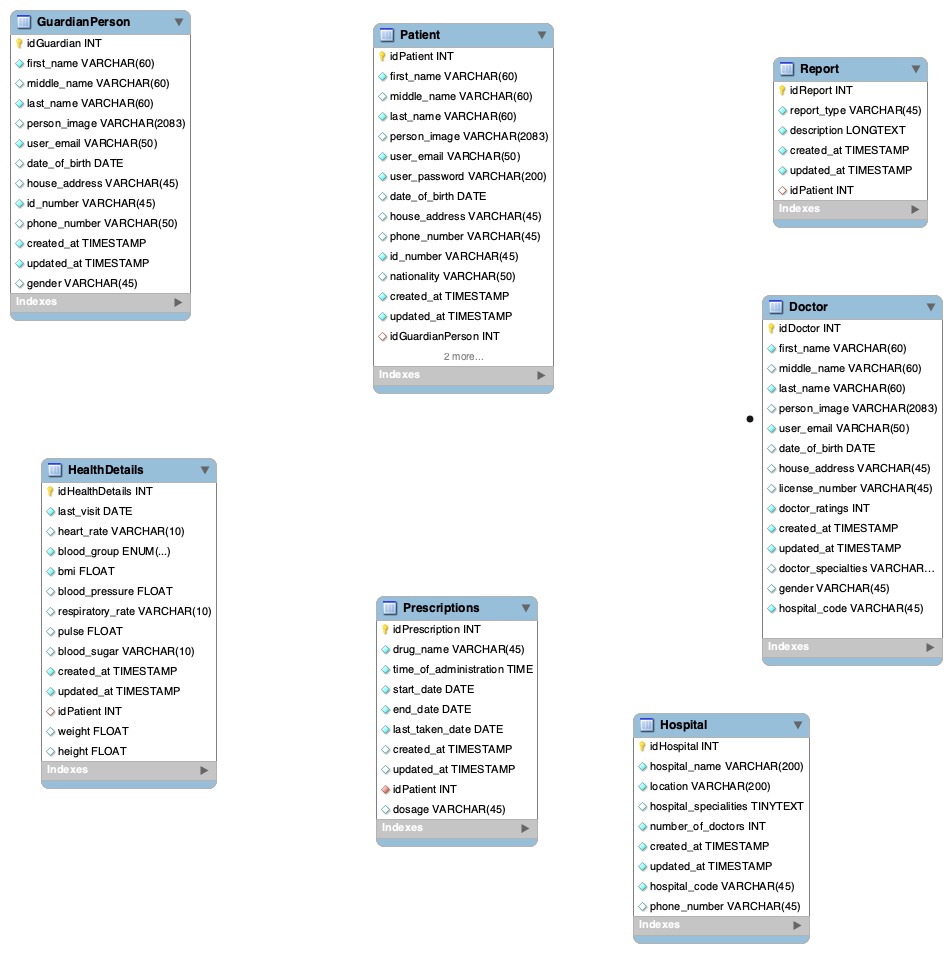 GuardianPerson
idGuardian INT
first_name VARCHAR(60)
middle_name VARCHAR(60)
last_name VARCHAR(60)
person_image VARCHAR(2083)
user_email VARCHAR(50)
date_of_birth DATE
house_address VARCHAR(45)
id_number VARCHAR(45)
phone_number VARCHAR(50)
created_at TIMESTAMP
updated_at TIMESTAMP
gender VARCHAR(45)
Indexes
Patient
idPatient INT
first_name VARCHAR(60)
middle_name VARCHAR(60)
last_name VARCHAR(60)
person_image VARCHAR(2083)
user_email VARCHAR(50)
user_password VARCHAR(200)
date_of_birth DATE
house_address VARCHAR(45)
phone_number VARCHAR(45)
id_number VARCHAR(45)
nationality VARCHAR(50)
created_at TIMESTAMP
updated_at TIMESTAMP
idGuardianPerson INT
2 more...
Indexes
Report
idReport INT
report_type VARCHAR(45)
description LONGTEXT
created_at TIMESTAMP
updated_at TIMESTAMP
idPatient INT
Indexes
Doctor
idDoctor INT
first_name VARCHAR(60)
middle_name VARCHAR(60)
last_name VARCHAR(60)
person_image VARCHAR(2083)
user_email VARCHAR(50)
date_of_birth DATE
house_address VARCHAR(45)
license_number VARCHAR(45)
doctor_ratings INT
created_at TIMESTAMP
updated_at TIMESTAMP
doctor_specialties VARCHAR...
gender VARCHAR(45)
hospital_code VARCHAR(45)
Indexes
HealthDetails
idHealthDetails INT
last_visit DATE
heart_rate VARCHAR(10)
blood_group ENUM(...)
bmi FLOAT
blood_pressure FLOAT
respiratory_rate VARCHAR(10)
pulse FLOAT
blood_sugar VARCHAR(10)
created_at TIMESTAMP
updated_at TIMESTAMP
idPatient INT
weight FLOAT
height FLOAT
Indexes
Prescriptions
idPrescription INT
drug_name VARCHAR(45)
time_of_administration TIME
start_date DATE
end_date DATE
last_taken_date DATE
created_at TIMESTAMP
updated_at TIMESTAMP
idPatient INT
dosage VARCHAR(45)
Indexes
Hospital
idHospital INT
hospital_name VARCHAR(200)
location VARCHAR(200)
hospital_specialities TINYTEXT
number_of_doctors INT
created_at TIMESTAMP
updated_at TIMESTAMP
hospital_code VARCHAR(45)
phone_number VARCHAR(45)
Indexes